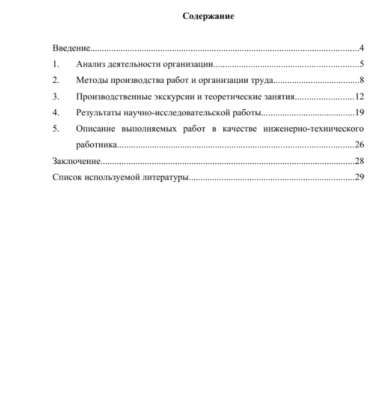 Содержание
Введение....................................................................................................................4
1. Анализ деятельности организации......................................................5
2. Методы производства работ и организации труда................................8
3. Производственные экскурсии и теоретические занятия.......................12
4. Результаты научно-исследовательской работы...................................19
5. Описание выполняемых работ в качестве инженерно-технического
работника.........................................................................................26
Заключение...............................................................................................28
Список используемой литературы..............................................................29